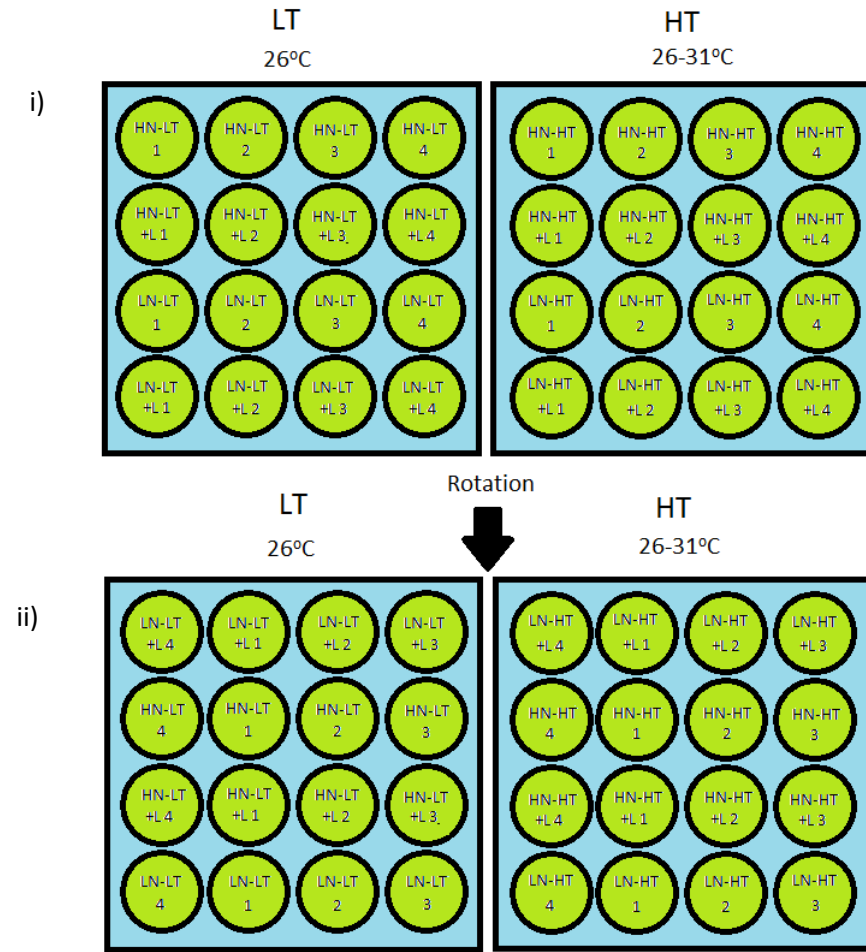 LT HT
26°C 26-31°C
i)
HN-LT HN-LT HN-LT HN-LT HN-HT HN-HT HN-HT HN-HT
1 2 3 4 1 2 3 4
HN-LT HN-LT HN-LT HN-LT HN-HT HN-HT HN-HT HN-HT
+L 1 +L 2 +L 3. +L 4 +L 1 +L 2 +L 3 +L 4
LN-LT LN-LT LN-LT LN-LT LN-HT LN-HT LN-HT LN-HT
1 2 3 4 1 2 3 4
LN-LT LN-LT LN-LT LN-LT LN-HT LN-HT LN-HT LN-HT
+L 1 +L 2 +L 3 +L 4 +L 1 +L 2 +L 3 +L 4
Rotation
LT HT
26°C 26-31°C
ii)
LN-LT LN-LT LN-LT LN-LT LN-HT LN-HT LN-HT LN-HT
+L 4 +L 1 +L 2 +L 3 +L 4 +L 1 +L 2 +L 3
HN-LT HN-LT HN-LT HN-LT HN-HT HN-HT HN-HT HN-HT
4 1 2 3 4 1 2 3
HN-LT HN-LT HN-LT HN-LT HN-HT HN-HT HN-HT HN-HT
+L 4 +L 1 +L 2 +L 3. +L 4 +L 1 +L 2 +L 3
LN-LT LN-LT LN-LT LN-LT LN-HT LN-HT LN-HT LN-HT
4 1 2 3 4 1 2 3